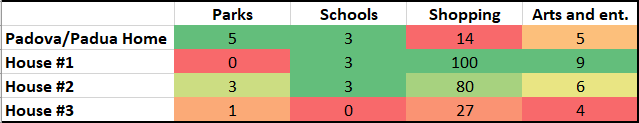 Parks Schools Shopping Arts and ent.
Padova/Padua Home 5 3 14 5
House #1 0 3 100 9
House #2 3 3 80 6
House #3 1 0 27 4